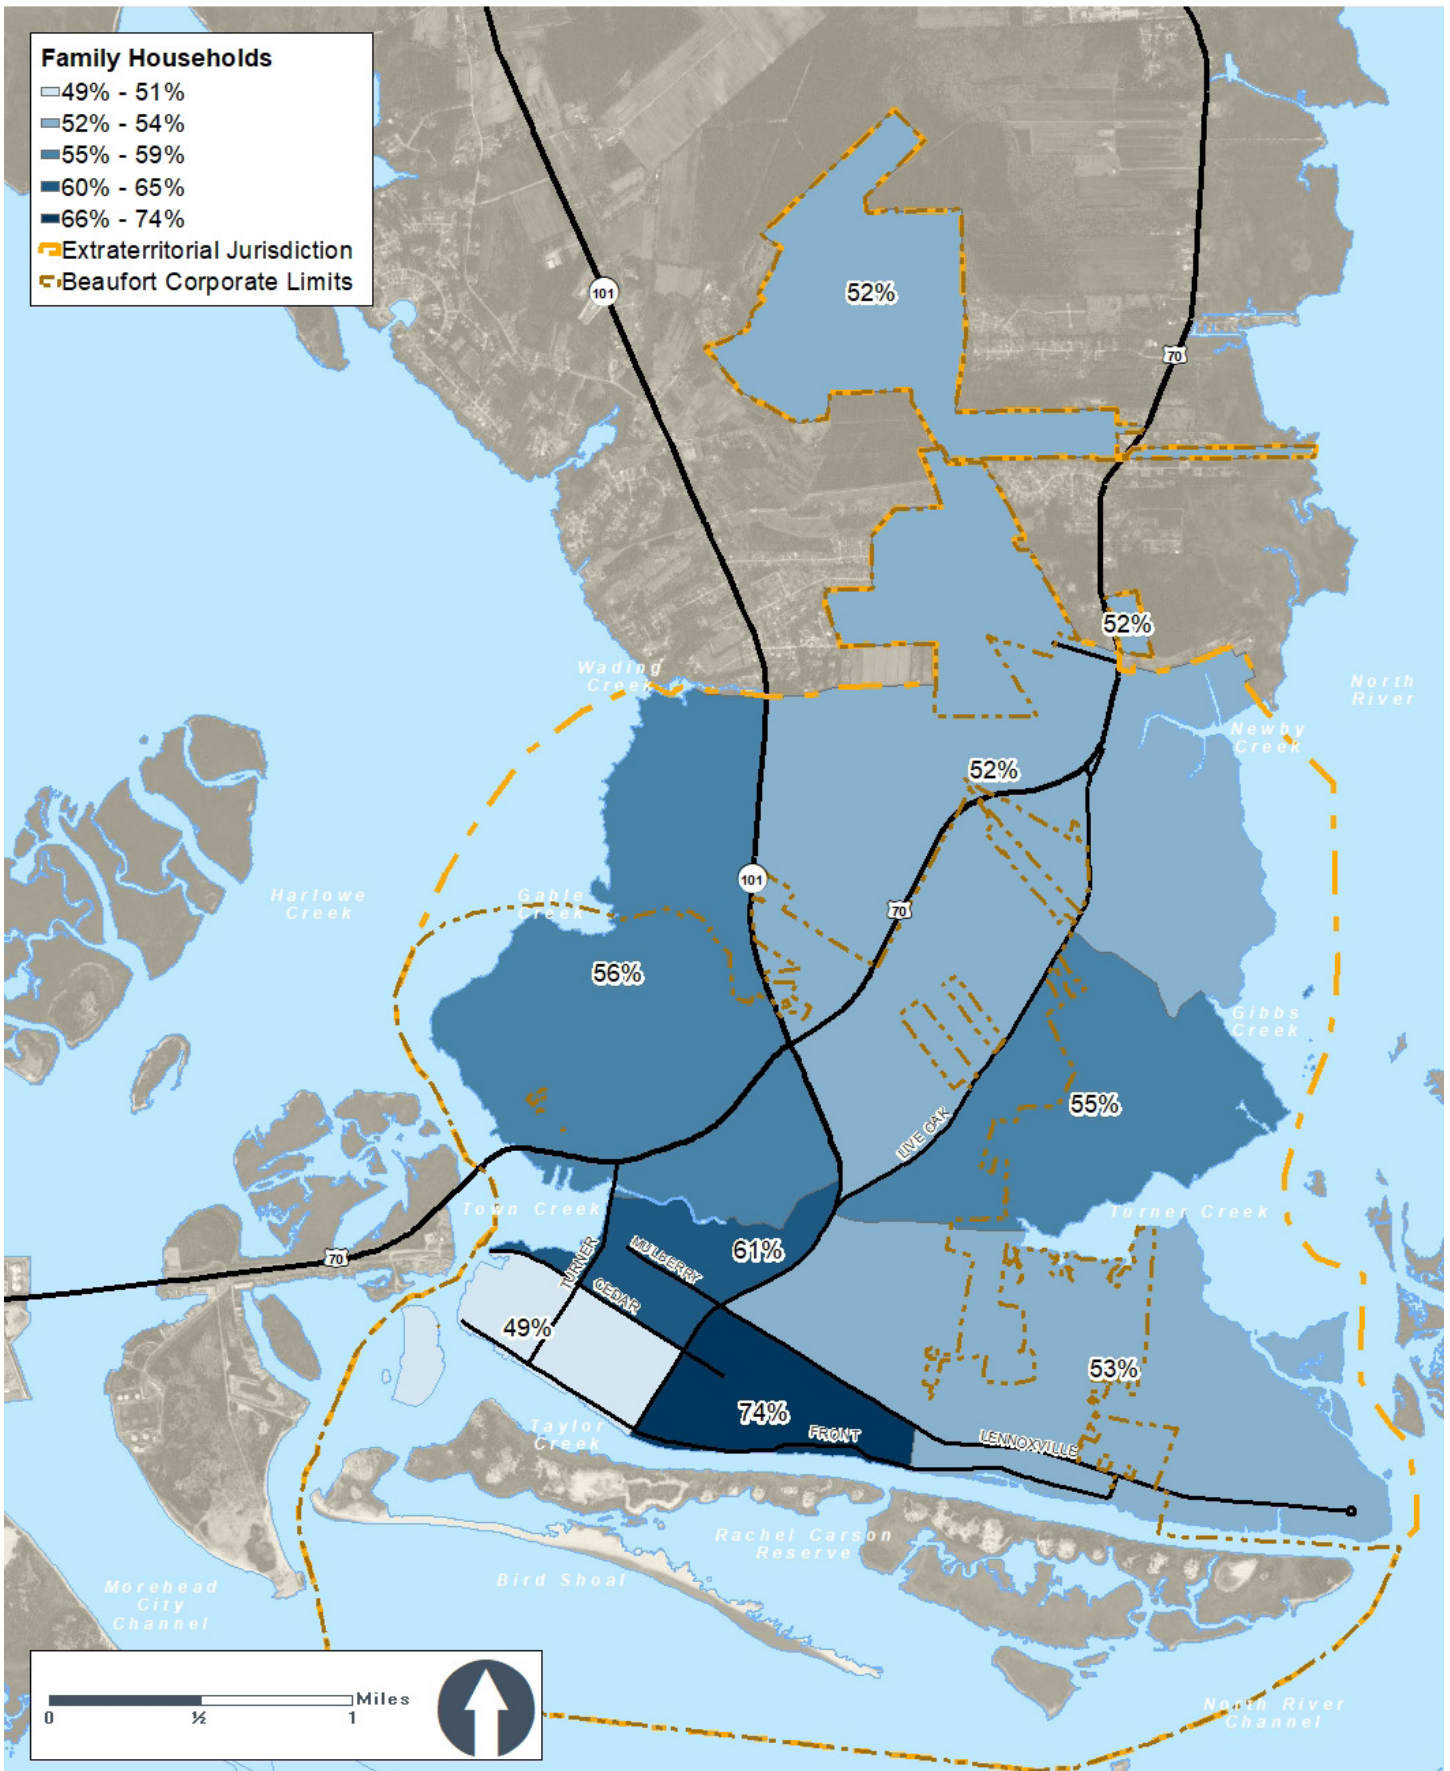 Family Households
49% - 51%
52% - 54%
55% - 59%
60% - 65%
66% - 74%
Extraterritorial Jurisdiction
Beaufort Corporate Limits
101
52%
70
52%
Wading
Creek
North
River
Newby
Creek
52%
101
Harlowe
Creek
Gable
Creek
70
56%
Gibbs
Creek
55%
LIVE OAK
Town Creek
Turner Creek
70
TURNER
MULBERRY
61%
CEDAR
49%
53%
74%
FRONT
LENNOXVILLE
Taylor
Creek
Rachel Carson
Reserve
Bird Shoal
Morehead
City
Channel
North River
Channel
Miles
0
½
1